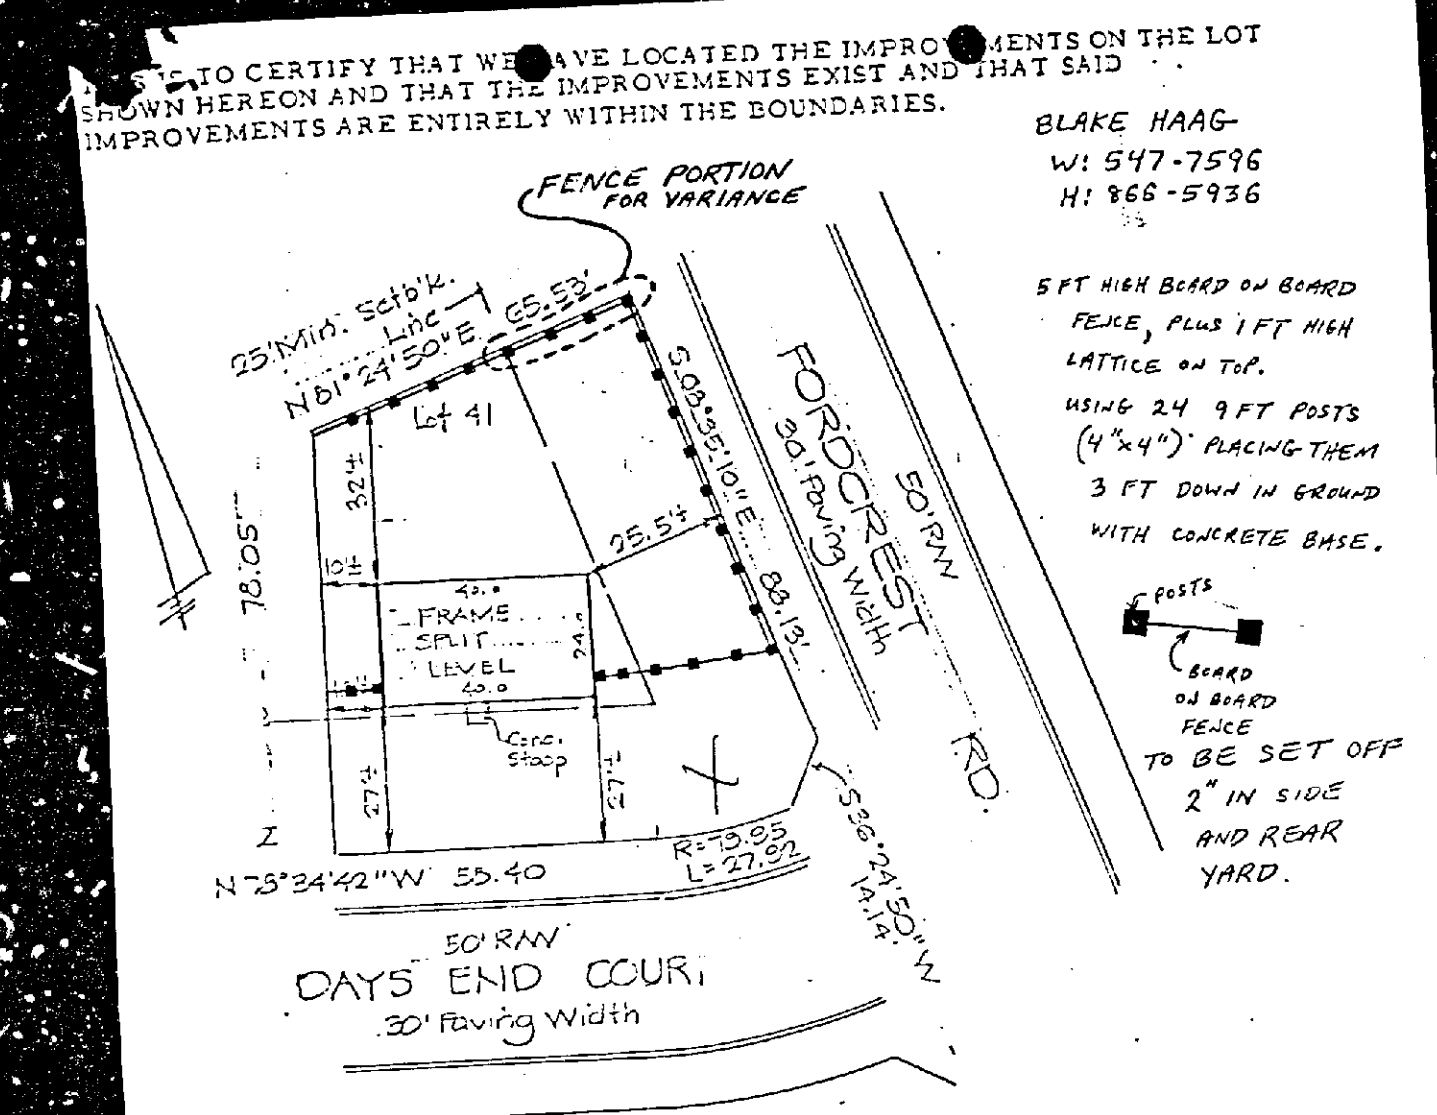 TO CERTIFY THAT WE HAVE LOCATED THE IMPROVEMENTS ON THE LOT
SHOWN HEREON AND THAT THE IMPROVEMENTS EXIST AND THAT SAID
IMPROVEMENTS ARE ENTIRELY WITHIN THE BOUNDARIES.
BLAKE HAAG
W: 547-7596
H: 866-5936
FENCE PORTION
FOR VARIANCE
25' Min. Setb'k.
Line
65.53'
N 81° 24' 50" E
Lot 41
5 FT HIGH BOARD ON BOARD
FENCE, PLUS 1 FT HIGH
LATTICE ON TOP.
USING 24 9 FT POSTS
(4"x4") PLACING THEM
3 FT DOWN IN GROUND
WITH CONCRETE BASE.
POSTS
BOARD
ON BOARD
FENCE
TO BE SET OFF
2" IN SIDE
AND REAR
YARD.
S 08° 35' 10" E
88.13'
FORDCREST
RD.
30' Paving Width
50' R/W
32±
25.5±
10±
78.05
40.0
FRAME
SPLIT
LEVEL
40.0
24.0
Conc.
Stoop
27±
27±
N
R=79.85
L=27.92
S36°24'50"W
14.14'
55.40
50' R/W
DAYS END COURT
30' Paving Width